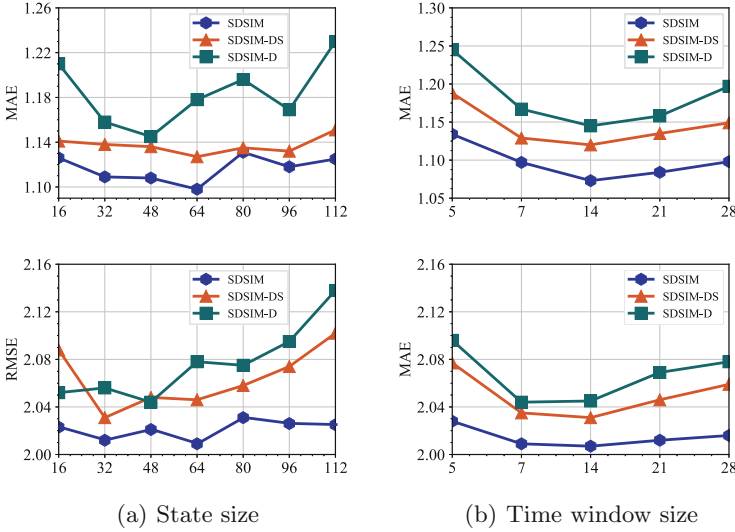 1.26
1.22
1.18
1.14
1.10
MAE
SDSIM
SDSIM-DS
SDSIM-D
16 32 48 64 80 96 112
1.30
1.25
1.20
1.15
1.10
1.05
MAE
SDSIM
SDSIM-DS
SDSIM-D
5 7 14 21 28
2.16
2.12
2.08
2.04
2.00
RMSE
SDSIM
SDSIM-DS
SDSIM-D
16 32 48 64 80 96 112
2.16
2.12
2.08
2.04
2.00
MAE
SDSIM
SDSIM-DS
SDSIM-D
5 7 14 21 28
(a) State size
(b) Time window size